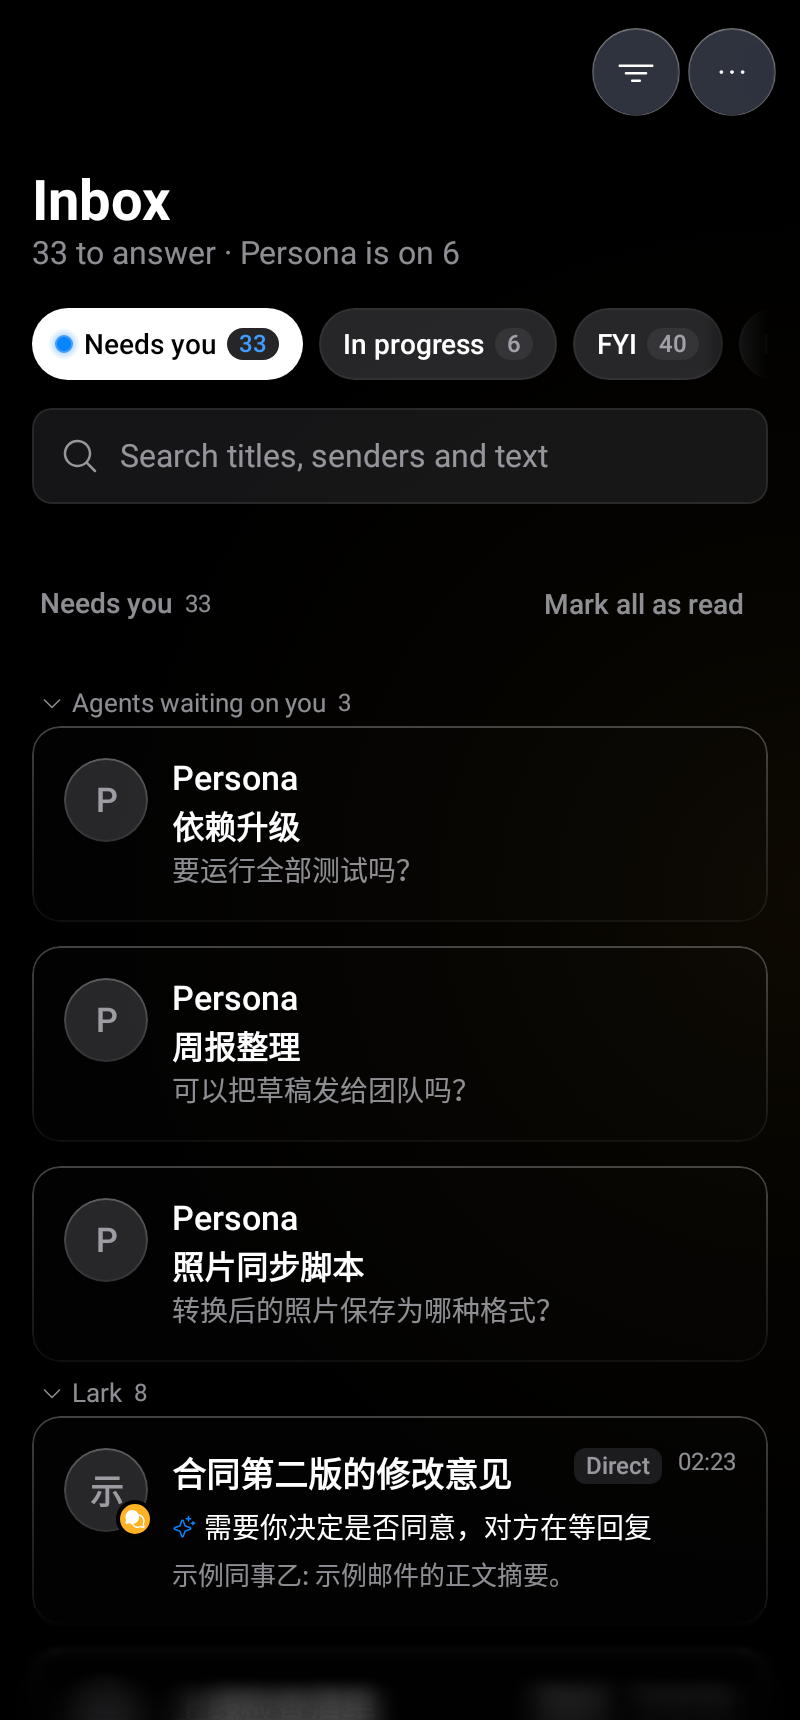 Inbox
33 to answer · Persona is on 6
Needs you 33
In progress 6
FYI 40
Search titles, senders and text
Needs you 33
Mark all as read
Agents waiting on you 3
P
Persona
依赖升级
要运行全部测试吗?
P
Persona
周报整理
可以把草稿发给团队吗?
P
Persona
照片同步脚本
转换后的照片保存为哪种格式?
Lark 8
示
合同第二版的修改意见
Direct
02:23
需要你决定是否同意，对方在等回复
示例同事乙: 示例邮件的正文摘要。